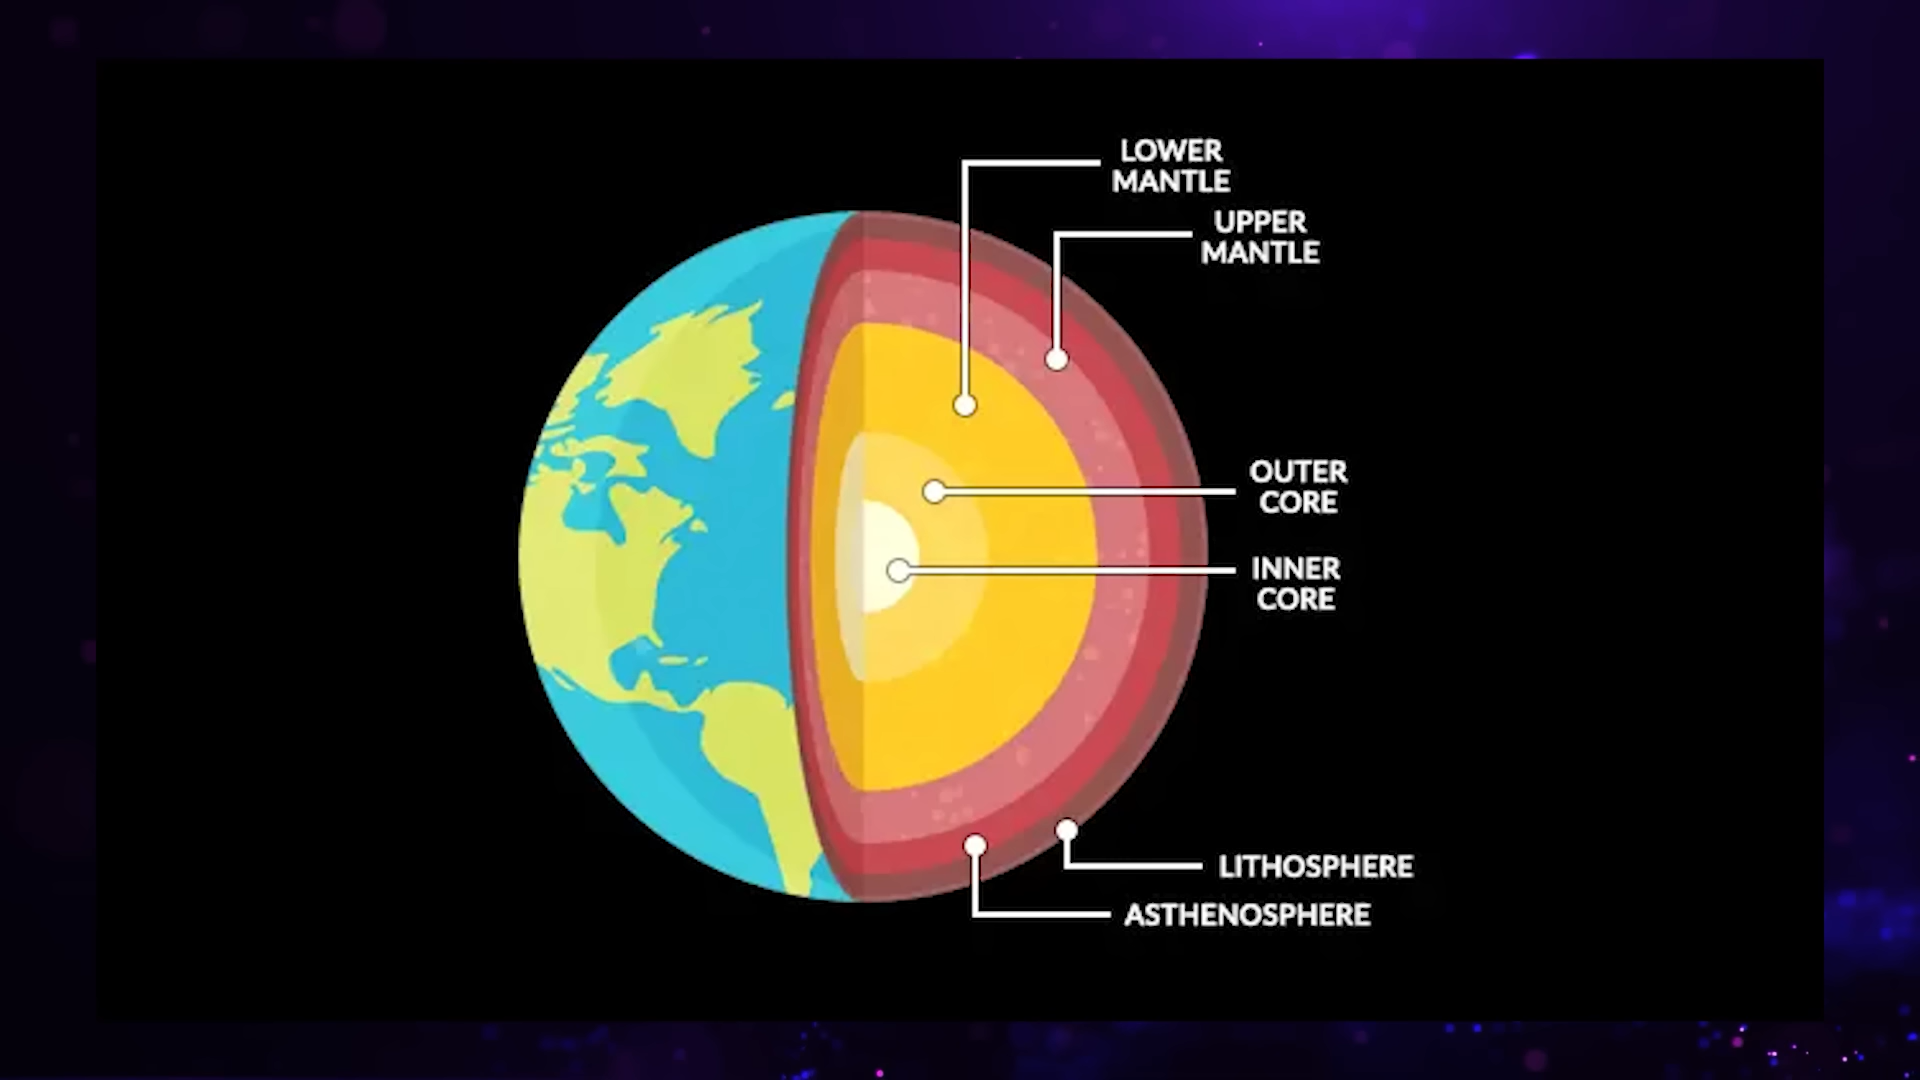 LOWER
MANTLE
UPPER
MANTLE
OUTER
CORE
INNER
CORE
LITHOSPHERE
ASTHENOSPHERE